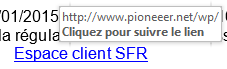 /01/2015 http://www.pioneeer.net/wp/
la régula Cliquez pour suivre le lien s
Espace client SFR